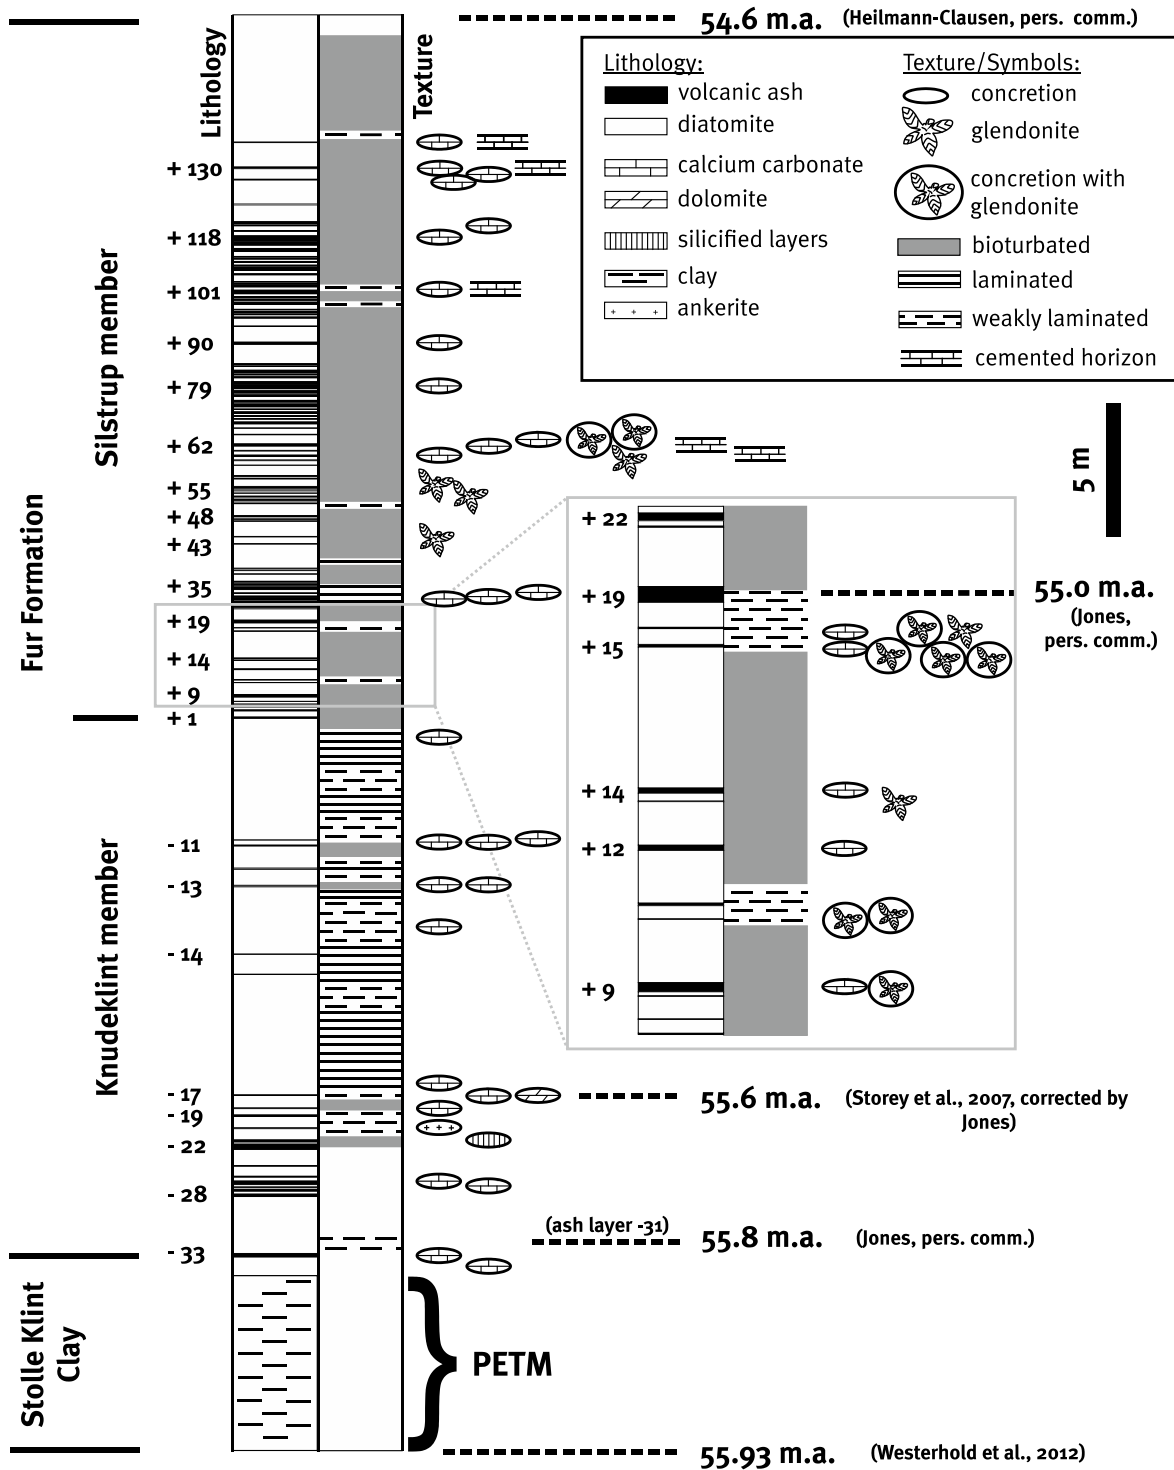 54.6 m.a. (Heilmann-Clausen, pers. comm.)
Lithology
Texture
Lithology:
volcanic ash
diatomite
calcium carbonate
dolomite
silicified layers
clay
ankerite
Texture/Symbols:
concretion
glendonite
concretion with
glendonite
bioturbated
laminated
weakly laminated
cemented horizon
5 m
Fur Formation
Silstrup member
Knudeklint member
Stolle Klint
Clay
+ 130
+ 118
+ 101
+ 90
+ 79
+ 62
+ 55
+ 48
+ 43
+ 35
+ 19
+ 14
+ 9
+ 1
- 11
- 13
- 14
- 17
- 19
- 22
- 28
- 33
+ 22
+ 19
+ 15
+ 14
+ 12
+ 9
55.0 m.a.
(Jones,
pers. comm.)
55.6 m.a. (Storey et al., 2007, corrected by
Jones)
(ash layer -31)
55.8 m.a. (Jones, pers. comm.)
PETM
55.93 m.a. (Westerhold et al., 2012)